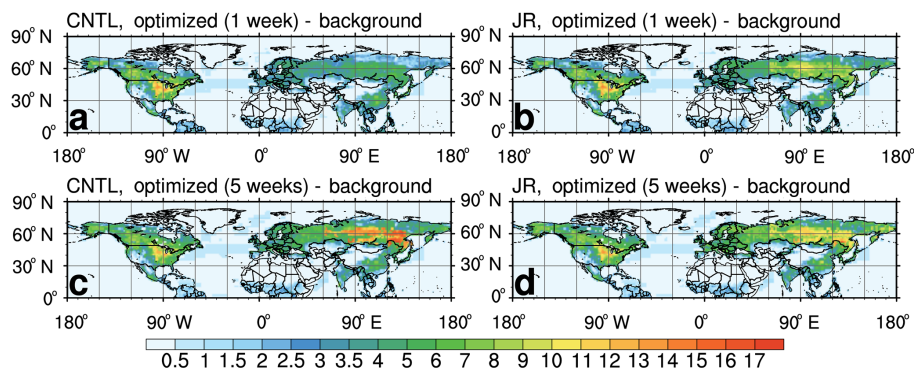 CNTL, optimized (1 week) - background
JR, optimized (1 week) - background
90° N
60° N
30° N
0°
a
180° 90° W 0° 90° E 180°
90° N
60° N
30° N
0°
b
180° 90° W 0° 90° E 180°
CNTL, optimized (5 weeks) - background
JR, optimized (5 weeks) - background
90° N
60° N
30° N
0°
c
180° 90° W 0° 90° E 180°
90° N
60° N
30° N
0°
d
180° 90° W 0° 90° E 180°
0.5 1 1.5 2 2.5 3 3.5 4 5 6 7 8 9 10 11 12 13 14 15 16 17